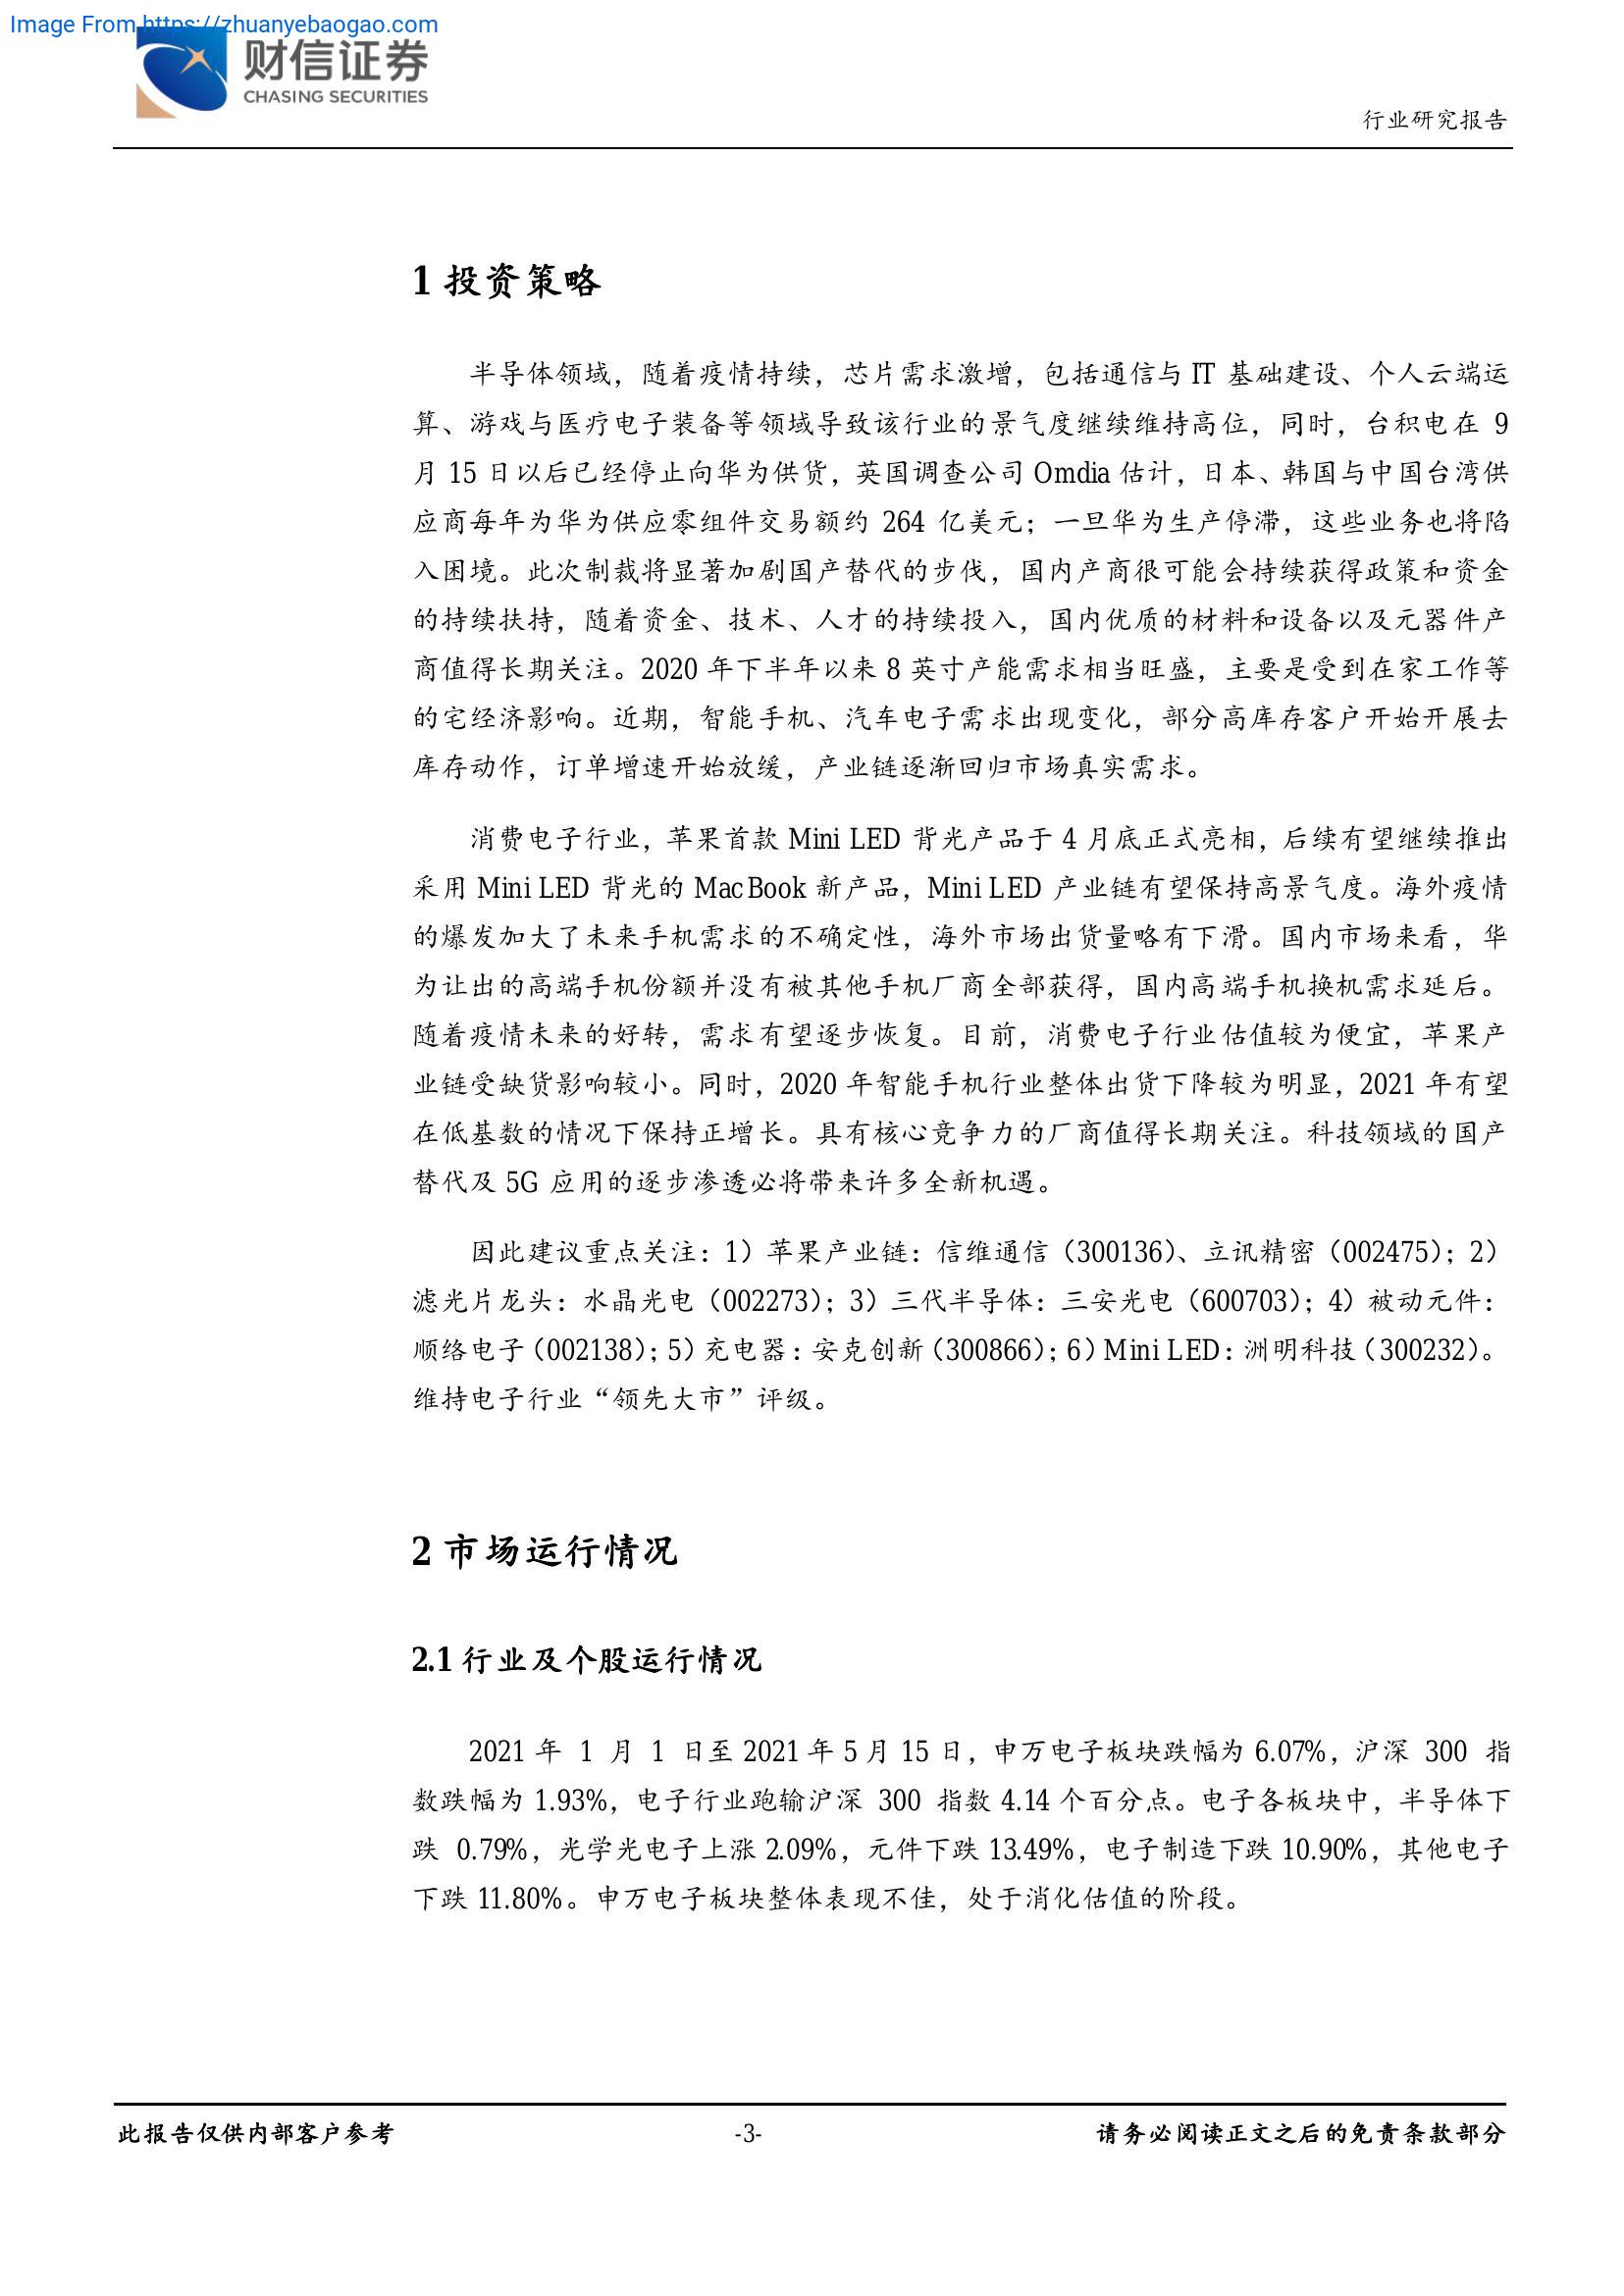 Image From https://zhuanyebaogao.com
财信证券
CHASING SECURITIES
行业研究报告
1 投资策略
半导体领域，随着疫情持续，芯片需求激增，包括通信与 IT 基础建设、个人云端运
算、游戏与医疗电子装备等领域导致该行业的景气度继续维持高位，同时，台积电在 9
月 15 日以后已经停止向华为供货，英国调查公司 Omdia 估计，日本、韩国与中国台湾供
应商每年为华为供应零组件交易额约 264 亿美元；一旦华为生产停滞，这些业务也将陷
入困境。此次制裁将显著加剧国产替代的步伐，国内产商很可能会持续获得政策和资金
的持续扶持，随着资金、技术、人才的持续投入，国内优质的材料和设备以及元器件产
商值得长期关注。2020 年下半年以来 8 英寸产能需求相当旺盛，主要是受到在家工作等
的宅经济影响。近期，智能手机、汽车电子需求出现变化，部分高库存客户开始开展去
库存动作，订单增速开始放缓，产业链逐渐回归市场真实需求。
消费电子行业，苹果首款 Mini LED 背光产品于 4 月底正式亮相，后续有望继续推出
采用 Mini LED 背光的 MacBook 新产品，Mini LED 产业链有望保持高景气度。海外疫情
的爆发加大了未来手机需求的不确定性，海外市场出货量略有下滑。国内市场来看，华
为让出的高端手机份额并没有被其他手机厂商全部获得，国内高端手机换机需求延后。
随着疫情未来的好转，需求有望逐步恢复。目前，消费电子行业估值较为便宜，苹果产
业链受缺货影响较小。同时，2020 年智能手机行业整体出货下降较为明显，2021 年有望
在低基数的情况下保持正增长。具有核心竞争力的厂商值得长期关注。科技领域的国产
替代及 5G 应用的逐步渗透必将带来许多全新机遇。
因此建议重点关注：1）苹果产业链：信维通信（300136）、立讯精密（002475）；2）
滤光片龙头：水晶光电（002273）；3）三代半导体：三安光电（600703）；4）被动元件：
顺络电子（002138）；5）充电器：安克创新（300866）；6）Mini LED：洲明科技（300232）。
维持电子行业“领先大市”评级。
2 市场运行情况
2.1 行业及个股运行情况
2021 年 1 月 1 日至 2021 年 5 月 15 日，申万电子板块跌幅为 6.07%，沪深 300 指
数跌幅为 1.93%，电子行业跑输沪深 300 指数 4.14 个百分点。电子各板块中，半导体下
跌 0.79%，光学光电子上涨 2.09%，元件下跌 13.49%，电子制造下跌 10.90%，其他电子
下跌 11.80%。申万电子板块整体表现不佳，处于消化估值的阶段。
此报告仅供内部客户参考
-3-
请务必阅读正文之后的免责条款部分